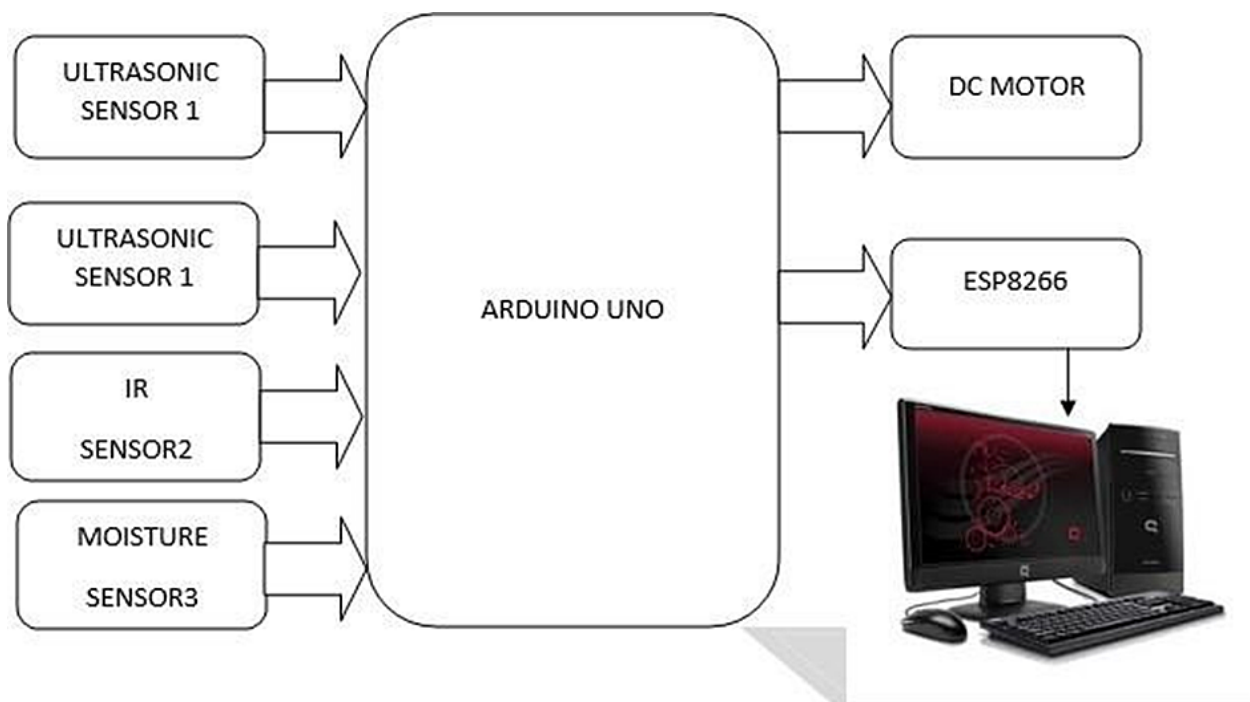 ULTRASONIC
SENSOR 1
ULTRASONIC
SENSOR 1
IR
SENSOR2
MOISTURE
SENSOR3
ARDUINO UNO
DC MOTOR
ESP8266